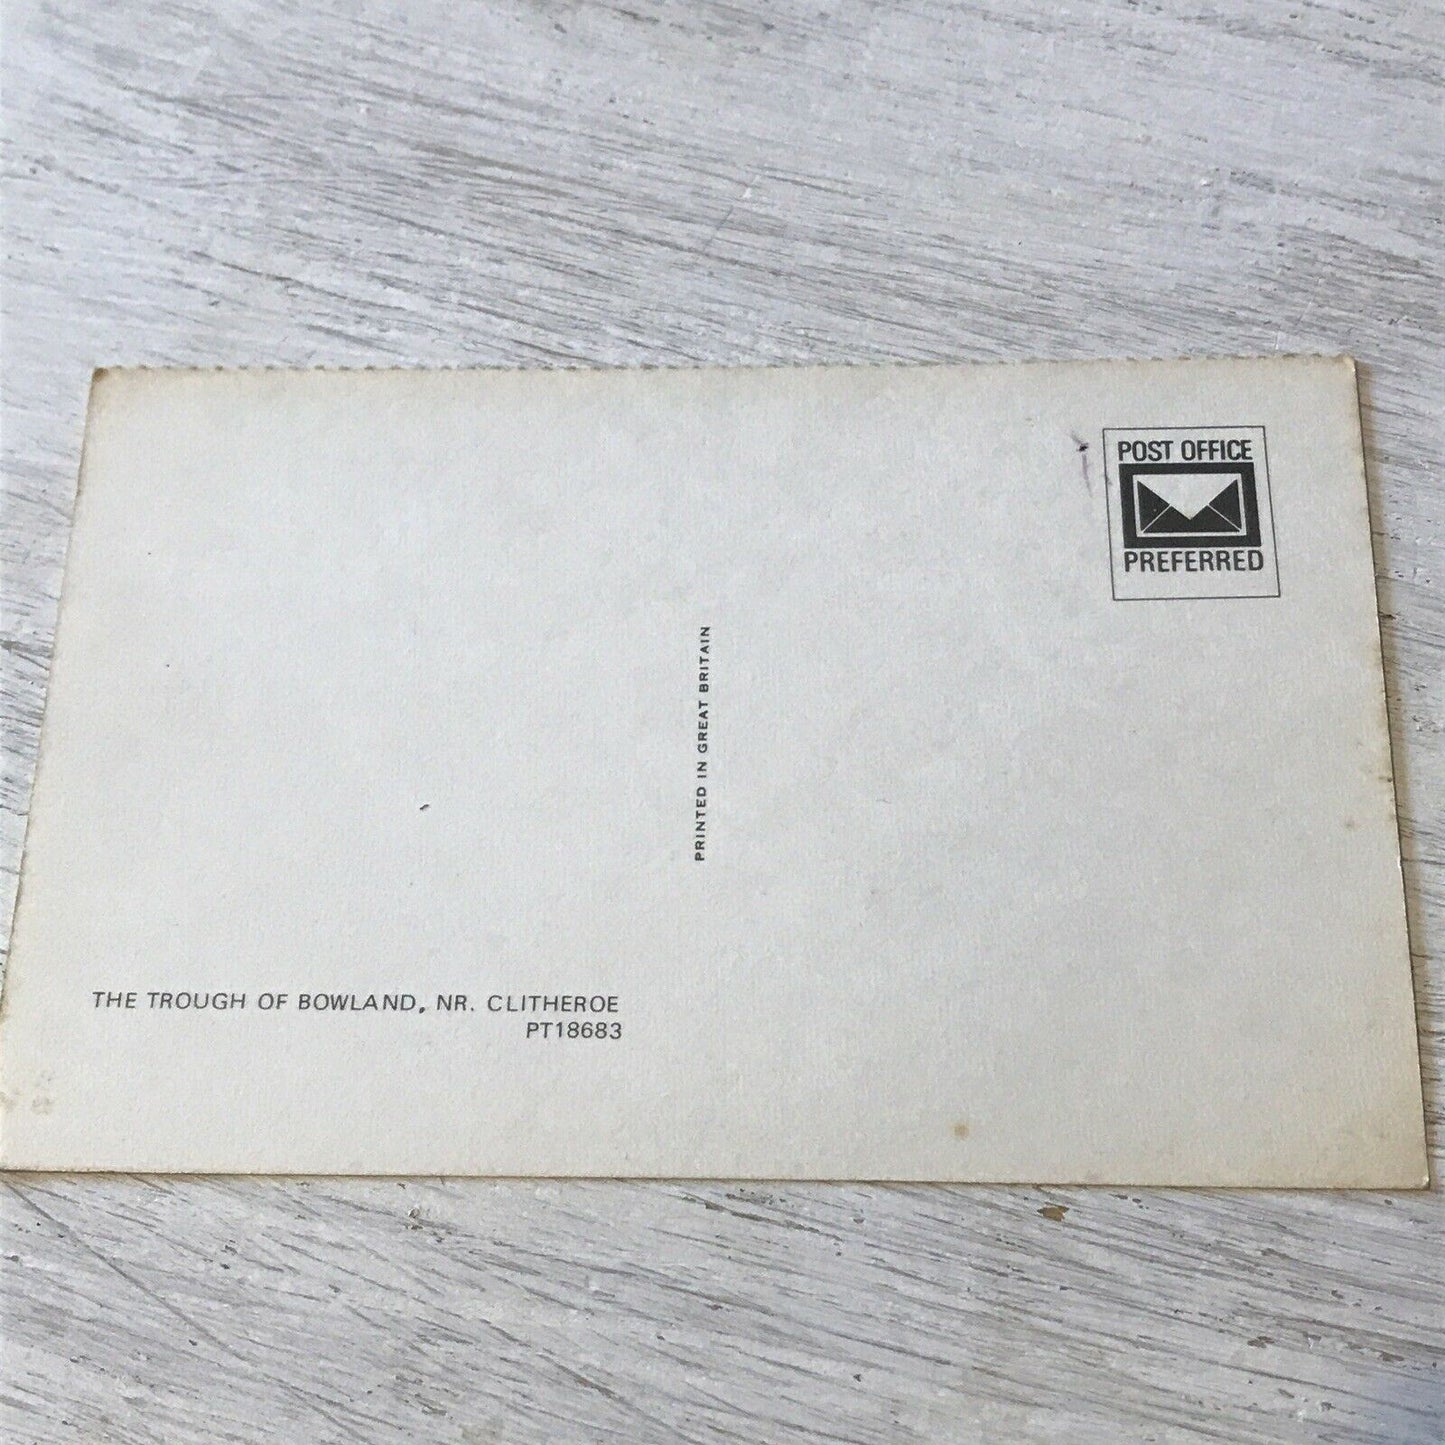 POST OFFICE
PREFERRED
PRINTED IN GREAT BRITAIN
THE TROUGH OF BOWLAND, NR. CLITHEROE
PT18683